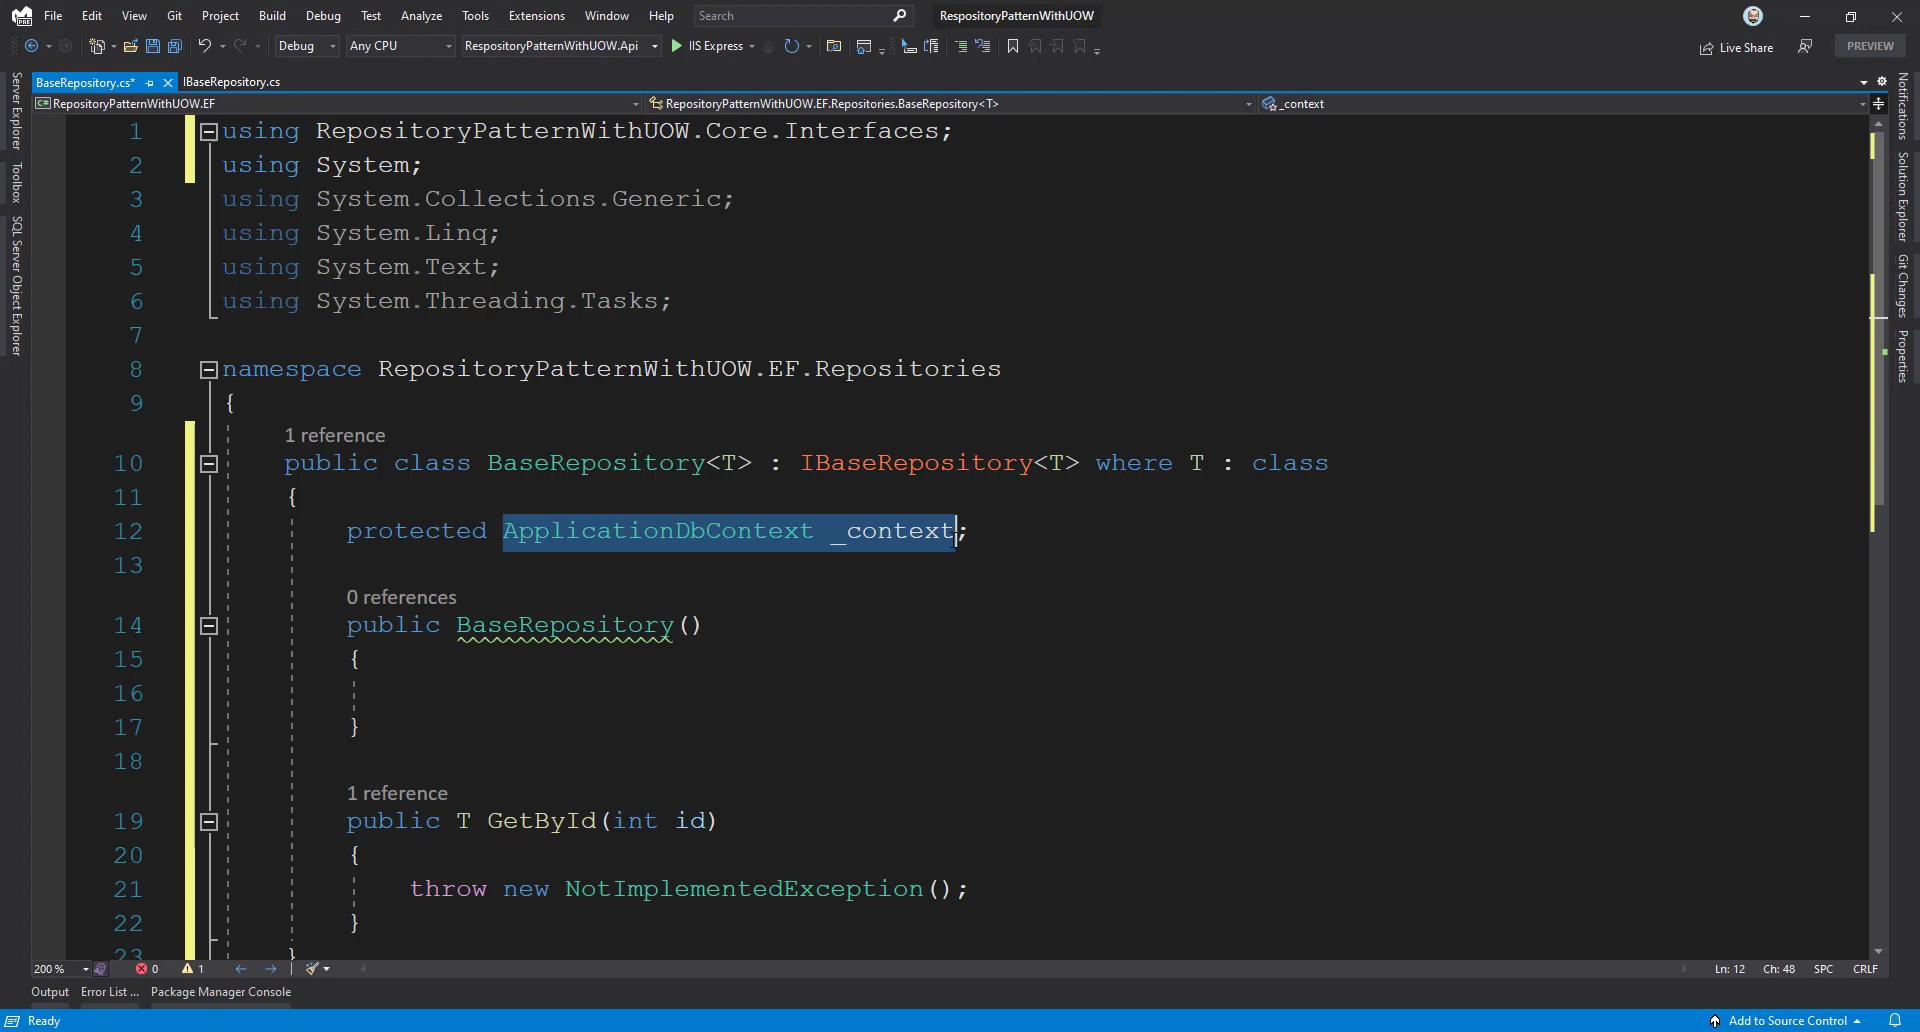 File Edit View Git Project Build Debug Test Analyze Tools Extensions Window Help Search RespositoryPatternWithUOW
Debug Any CPU RespositoryPatternWithUOW.Api IIS Express Live Share PREVIEW
BaseRepository.cs* IBaseRepository.cs
RepositoryPatternWithUOW.EF RepositoryPatternWithUOW.EF.Repositories.BaseRepository<T> _context
Server Explorer
Toolbox
SQL Server Object Explorer
1 using RepositoryPatternWithUOW.Core.Interfaces;
2 using System;
3 using System.Collections.Generic;
4 using System.Linq;
5 using System.Text;
6 using System.Threading.Tasks;
7
8 namespace RepositoryPatternWithUOW.EF.Repositories
9 {
1 reference
10 public class BaseRepository<T> : IBaseRepository<T> where T : class
11 {
12 protected ApplicationDbContext _context;
13
0 references
14 public BaseRepository()
15 {
16
17 }
18
1 reference
19 public T GetById(int id)
20 {
21 throw new NotImplementedException();
22 }
23 }
Notifications
Solution Explorer
Git Changes
Properties
200 % 0 1 Ln: 12 Ch: 48 SPC CRLF
Output Error List ... Package Manager Console
Ready Add to Source Control